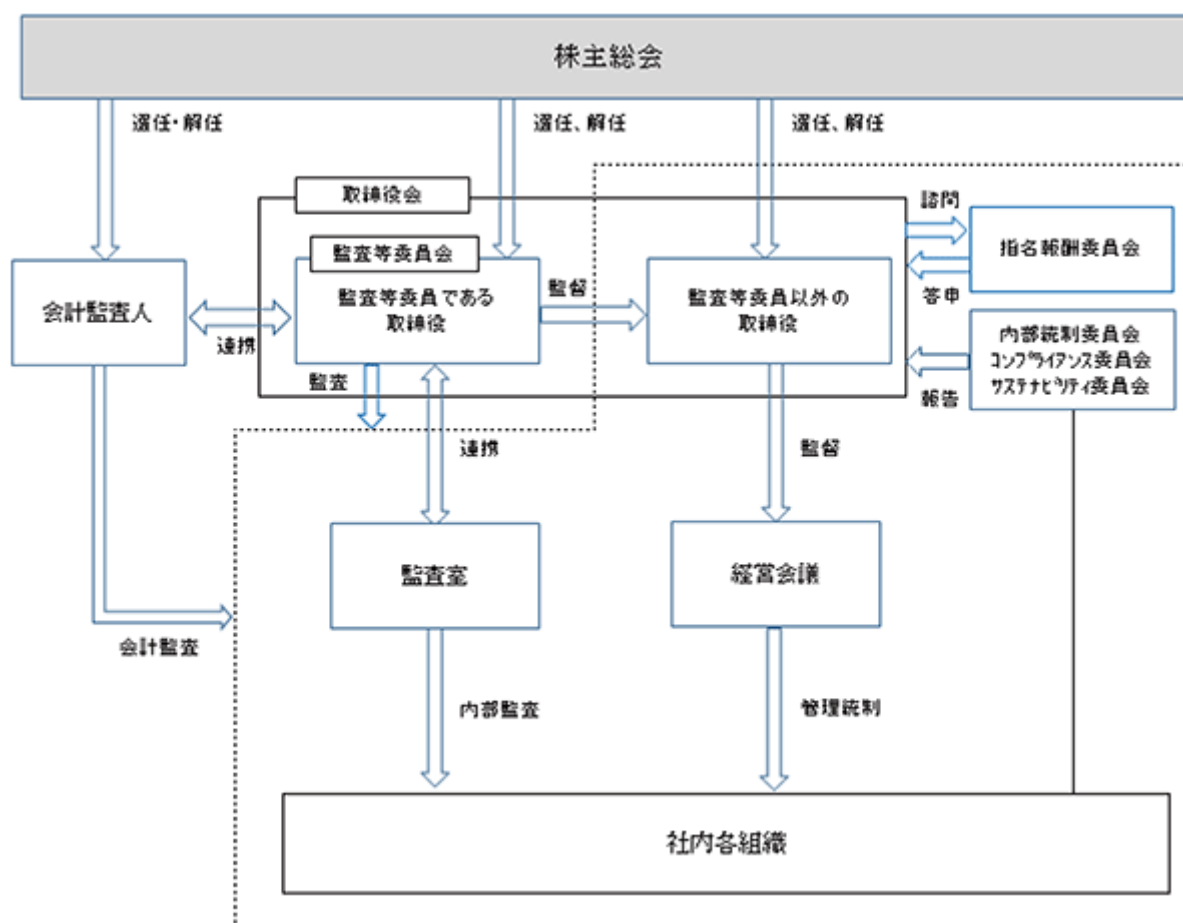 株主総会
選任・解任
選任、解任
選任、解任
取締役会
諮問
指名報酬委員会
答申
監査等委員会
監査等委員である
取締役
監督
監査等委員以外の
取締役
会計監査人
連携
内部統制委員会
コンプライアンス委員会
サステナビリティ委員会
報告
監査
連携
監督
監査室
経営会議
会計監査
内部監査
管理統制
社内各組織